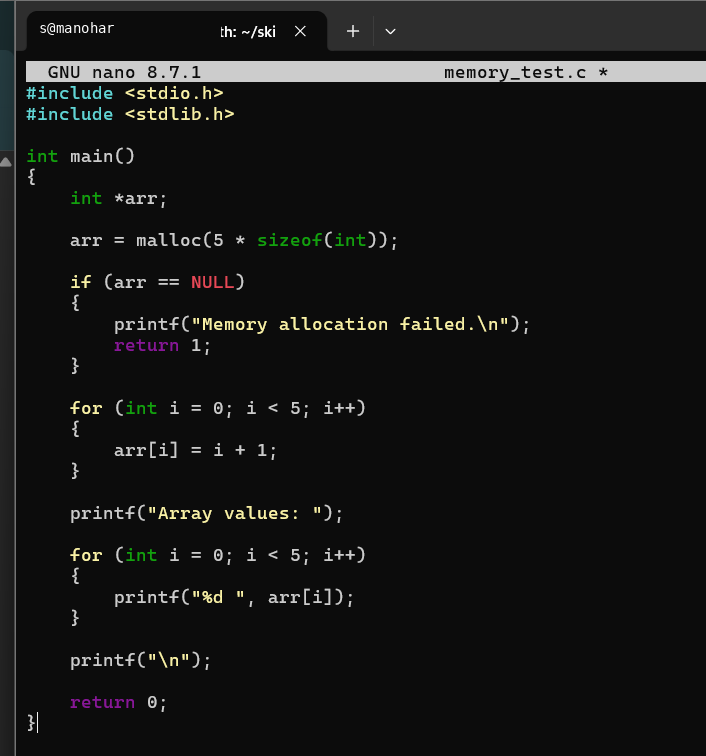 s@manohar th: ~/ski
GNU nano 8.7.1 memory_test.c *
#include <stdio.h>
#include <stdlib.h>
int main()
{
    int *arr;
    arr = malloc(5 * sizeof(int));
    if (arr == NULL)
    {
        printf("Memory allocation failed.\n");
        return 1;
    }
    for (int i = 0; i < 5; i++)
    {
        arr[i] = i + 1;
    }
    printf("Array values: ");
    for (int i = 0; i < 5; i++)
    {
        printf("%d ", arr[i]);
    }
    printf("\n");
    return 0;
}